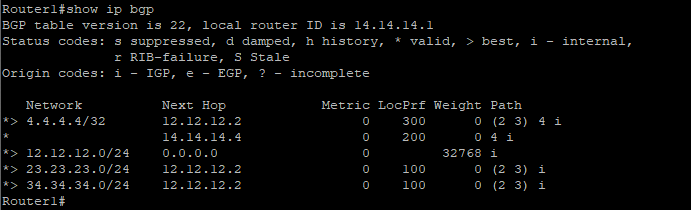 Router1#show ip bgp
BGP table version is 22, local router ID is 14.14.14.1
Status codes: s suppressed, d damped, h history, * valid, > best, i - internal,
              r RIB-failure, S Stale
Origin codes: i - IGP, e - EGP, ? - incomplete

   Network          Next Hop            Metric LocPrf Weight Path
*> 4.4.4.4/32       12.12.12.2               0    300      0 (2 3) 4 i
*                   14.14.14.4               0    200      0 4 i
*> 12.12.12.0/24    0.0.0.0                  0         32768 i
*> 23.23.23.0/24    12.12.12.2               0    100      0 (2 3) i
*> 34.34.34.0/24    12.12.12.2               0    100      0 (2 3) i
Router1#